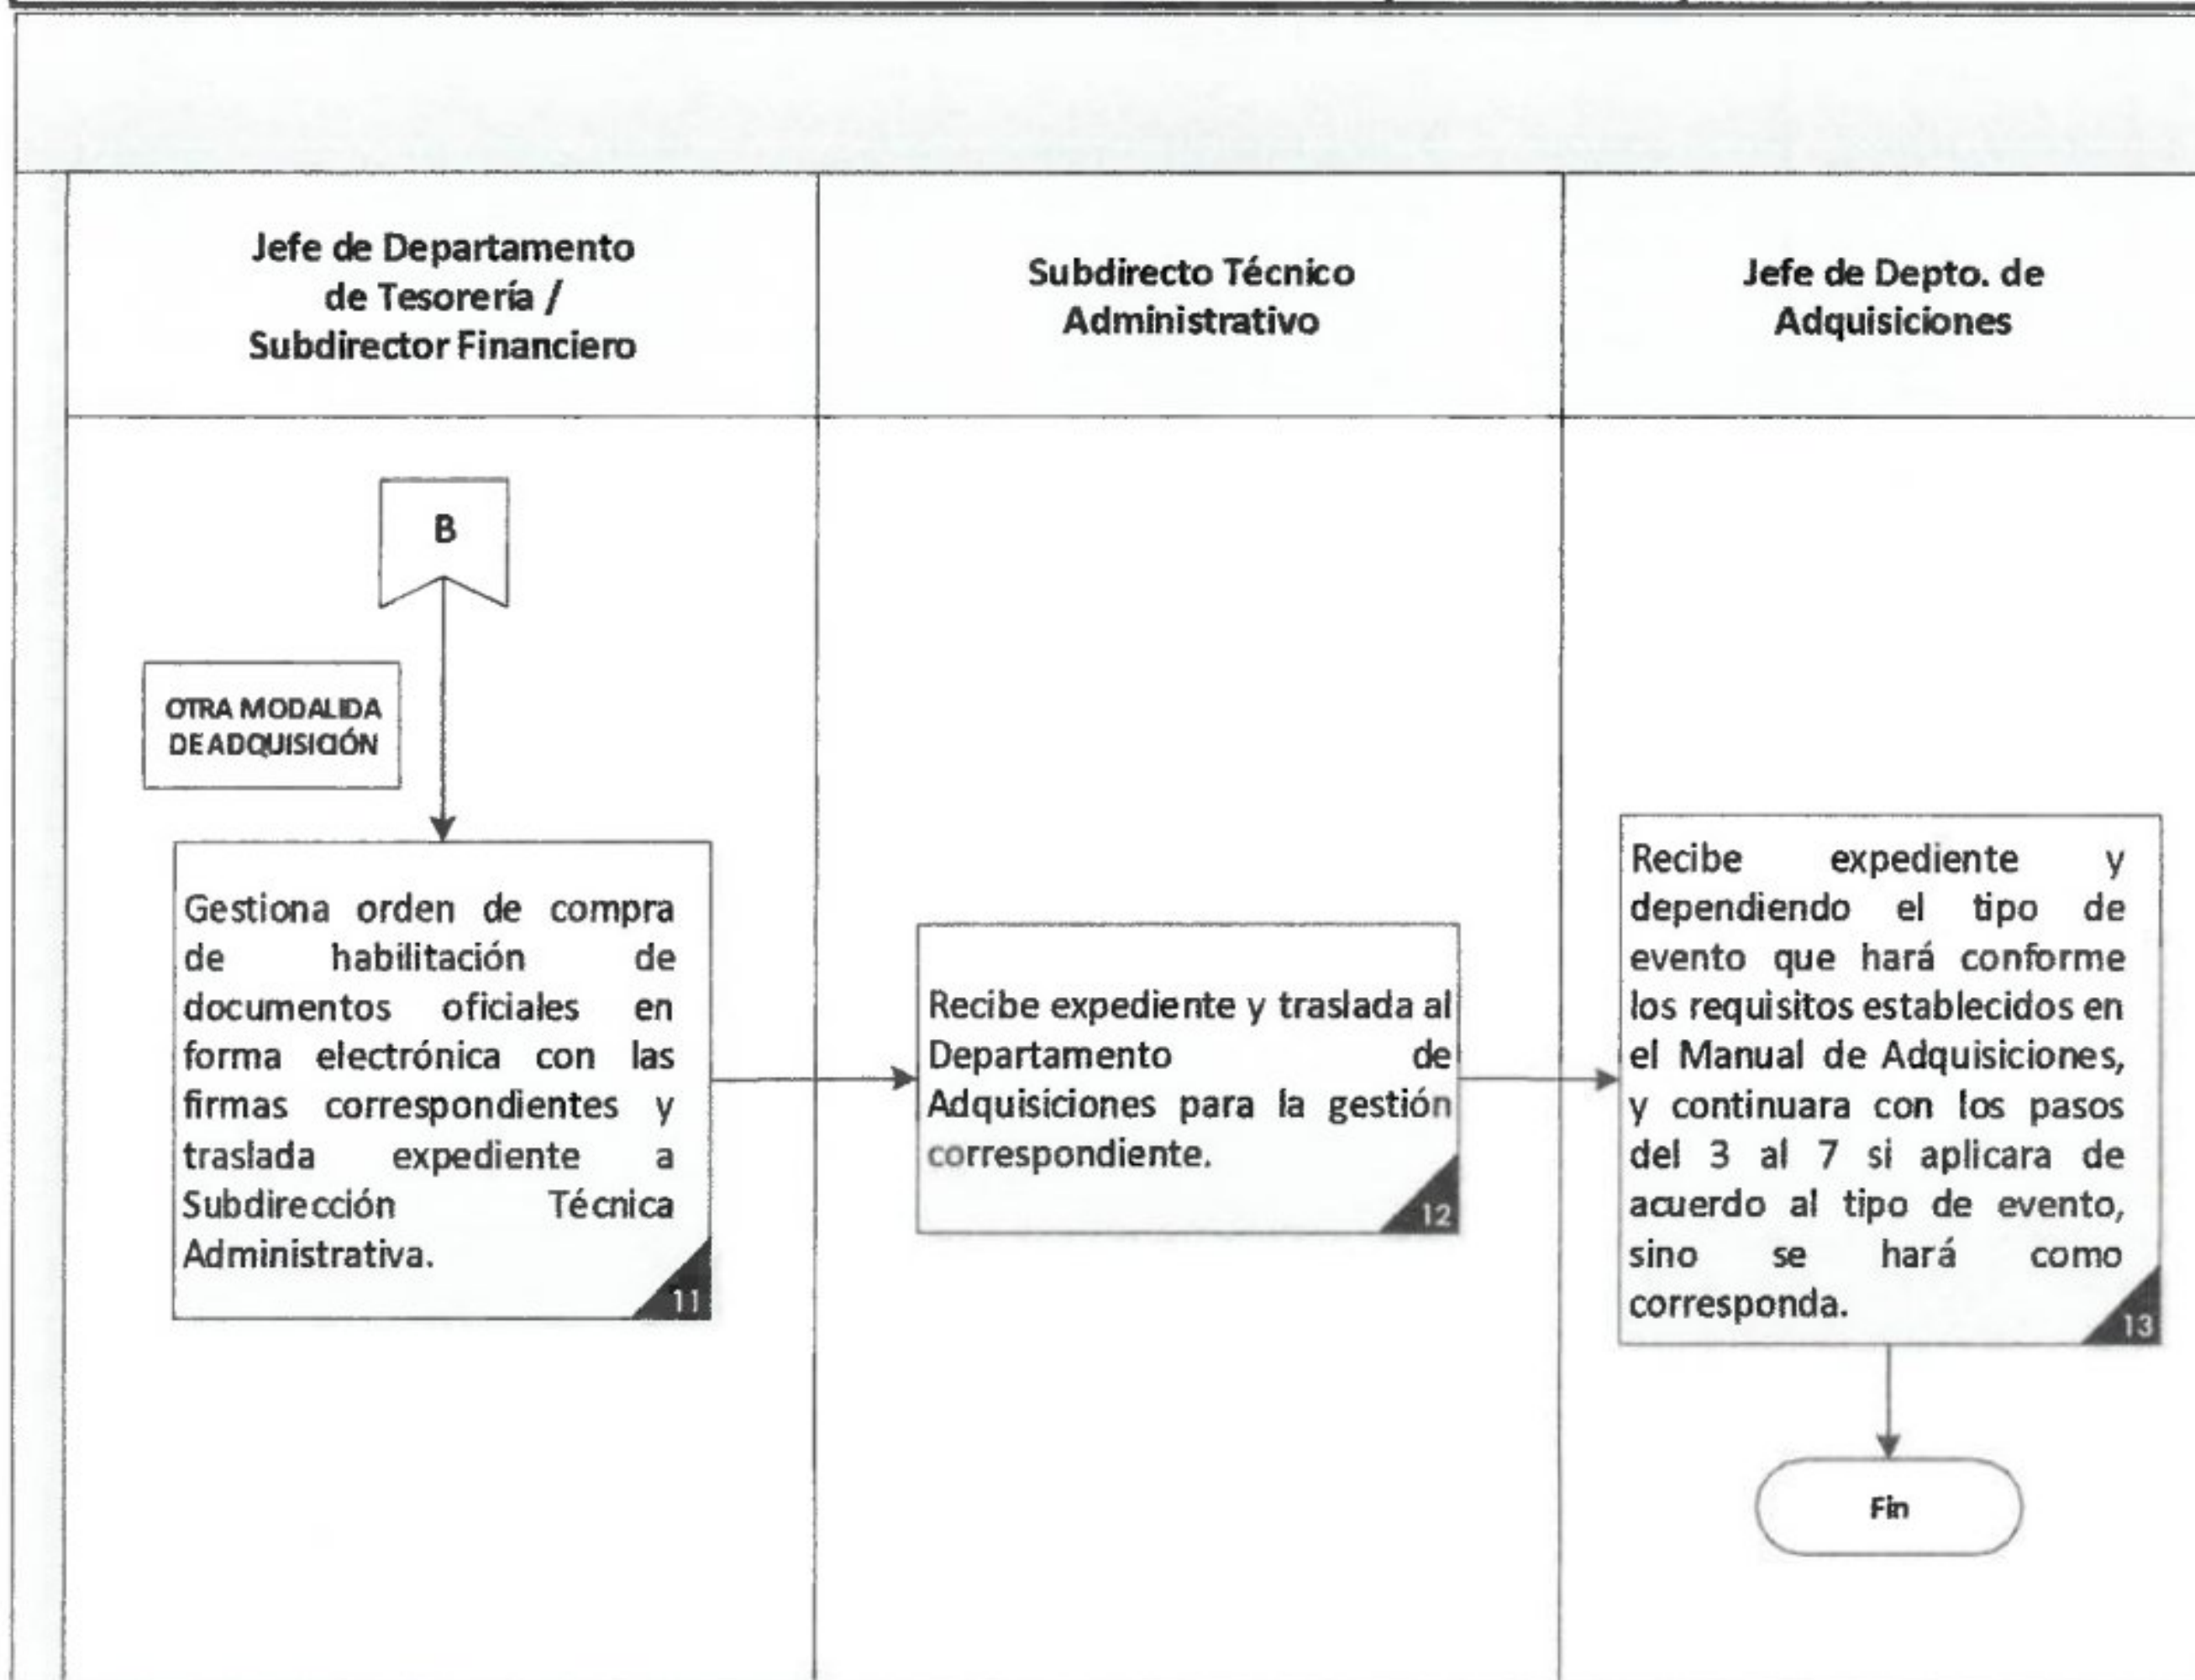 Jefe de Departamento
de Tesorería /
Subdirector Financiero
Subdirecto Técnico
Administrativo
Jefe de Depto. de
Adquisiciones
B
OTRA MODALIDA
DE ADQUISICIÓN
Gestiona orden de compra
de habilitación de
documentos oficiales en
forma electrónica con las
firmas correspondientes y
traslada expediente a
Subdirección Técnica
Administrativa.
11
Recibe expediente y traslada al
Departamento de
Adquisiciones para la gestión
correspondiente.
12
Recibe expediente y
dependiendo el tipo de
evento que hará conforme
los requisitos establecidos en
el Manual de Adquisiciones,
y continuara con los pasos
del 3 al 7 si aplicara de
acuerdo al tipo de evento,
sino se hará como
corresponda.
13
Fin